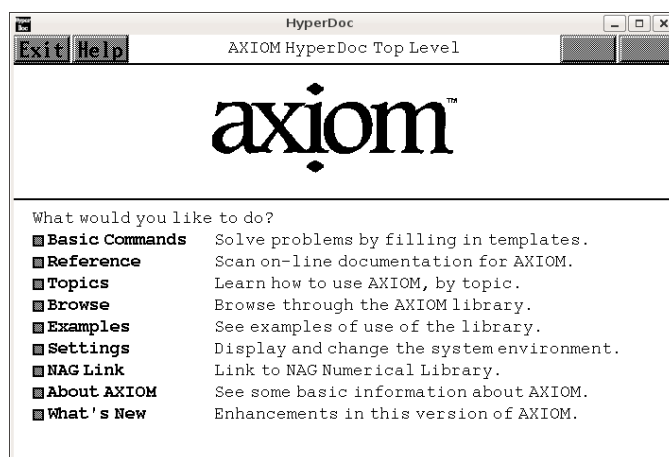 HyperDoc
Exit Help AXIOM HyperDoc Top Level
axiom™
What would you like to do?
Basic Commands Solve problems by filling in templates.
Reference Scan on-line documentation for AXIOM.
Topics Learn how to use AXIOM, by topic.
Browse Browse through the AXIOM library.
Examples See examples of use of the library.
Settings Display and change the system environment.
NAG Link Link to NAG Numerical Library.
About AXIOM See some basic information about AXIOM.
What's New Enhancements in this version of AXIOM.